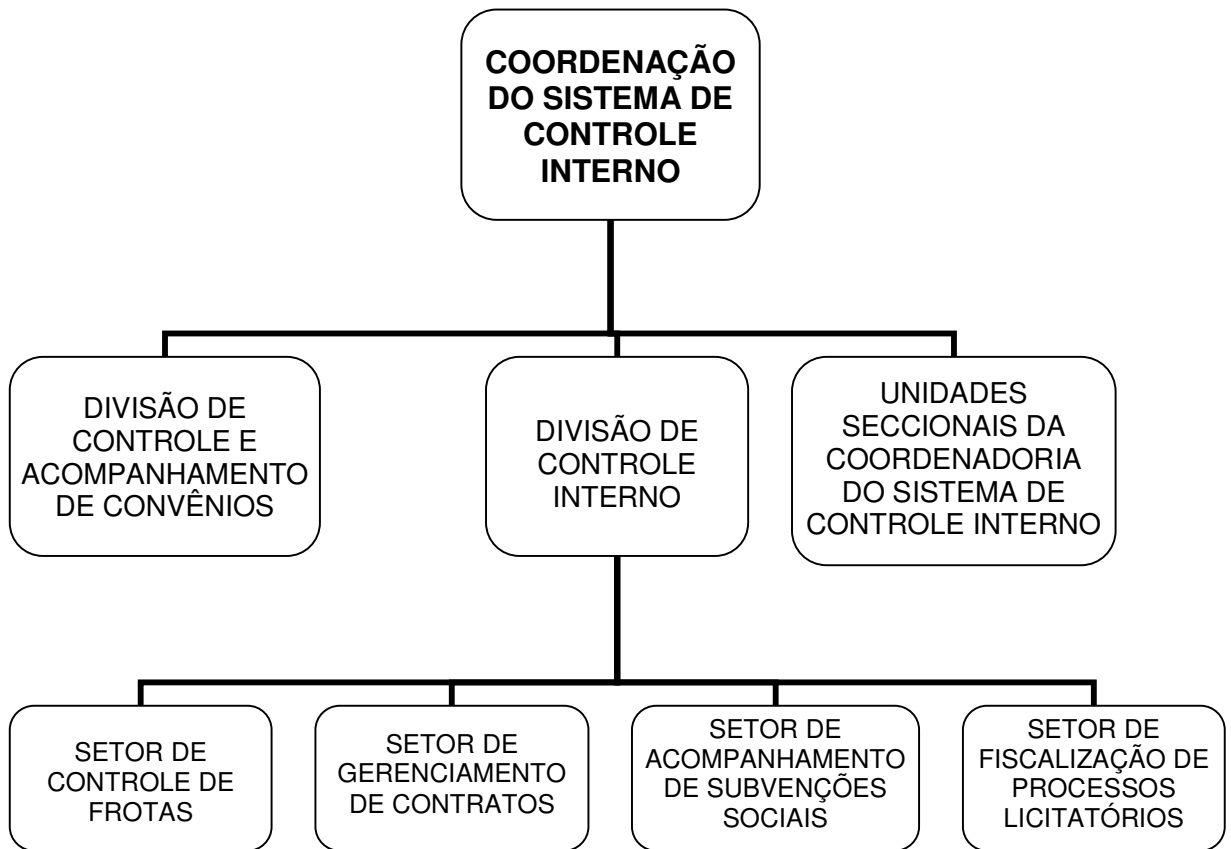 COORDENAÇÃO
DO SISTEMA DE
CONTROLE
INTERNO
DIVISÃO DE
CONTROLE E
ACOMPANHAMENTO
DE CONVÊNIOS
DIVISÃO DE
CONTROLE
INTERNO
UNIDADES
SECCIONAIS DA
COORDENADORIA
DO SISTEMA DE
CONTROLE INTERNO
SETOR DE
CONTROLE DE
FROTAS
SETOR DE
GERENCIAMENTO
DE CONTRATOS
SETOR DE
ACOMPANHAMENTO
DE SUBVENÇÕES
SOCIAIS
SETOR DE
FISCALIZAÇÃO DE
PROCESSOS
LICITATÓRIOS